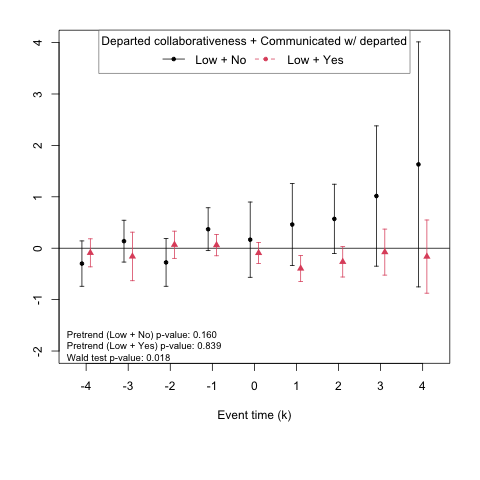 Departed collaborativeness + Communicated w/ departed
Low + No Low + Yes
4
3
2
1
0
-1
-2
Pretrend (Low + No) p-value: 0.160
Pretrend (Low + Yes) p-value: 0.839
Wald test p-value: 0.018
-4 -3 -2 -1 0 1 2 3 4
Event time (k)